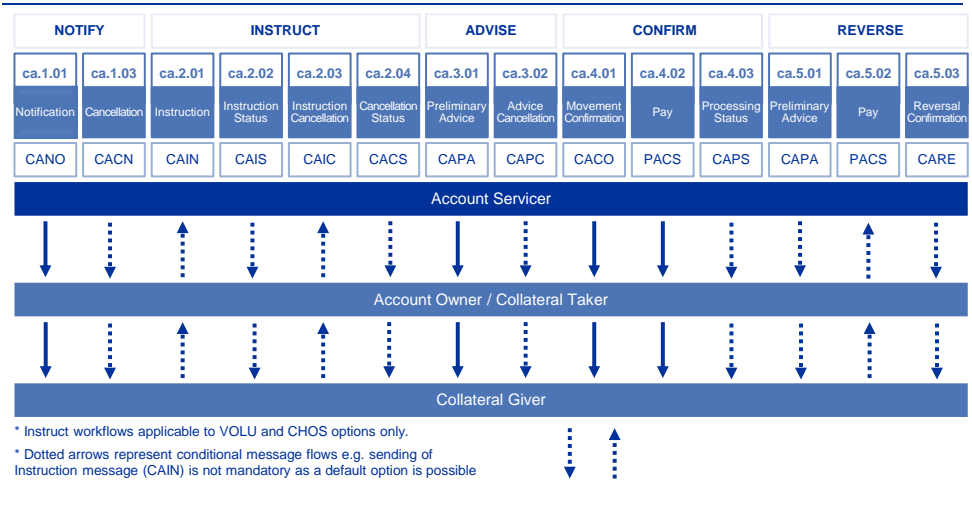 NOTIFY INSTRUCT ADVISE CONFIRM REVERSE
ca.1.01 ca.1.03 ca.2.01 ca.2.02 ca.2.03 ca.2.04 ca.3.01 ca.3.02 ca.4.01 ca.4.02 ca.4.03 ca.5.01 ca.5.02 ca.5.03
Notification
Cancellation
Instruction
Instruction
Status
Instruction
Cancellation
Cancellation
Status
Preliminary
Advice
Advice
Cancellation
Movement
Confirmation
Pay
Processing
Status
Preliminary
Advice
Pay
Reversal
Confirmation
CANO CACN CAIN CAIS CAIC CACS CAPA CAPC CACO PACS CAPS CAPA PACS CARE
Account Servicer
Account Owner / Collateral Taker
Collateral Giver
* Instruct workflows applicable to VOLU and CHOS options only.
* Dotted arrows represent conditional message flows e.g. sending of
Instruction message (CAIN) is not mandatory as a default option is possible